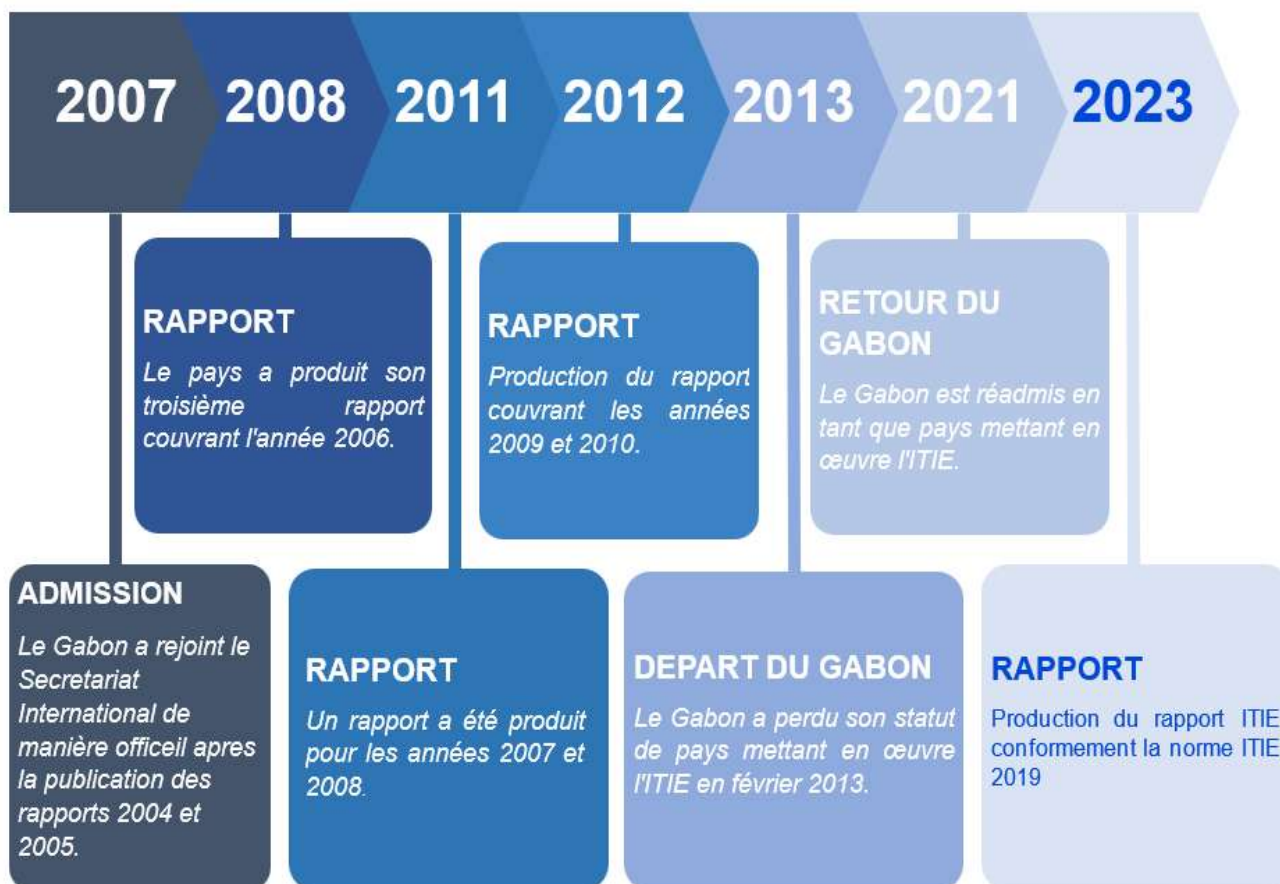 2007 2008 2011 2012 2013 2021 2023
RAPPORT
Le pays a produit son
troisième rapport
couvrant l'année 2006.
RAPPORT
Production du rapport
couvrant les années
2009 et 2010.
RETOUR DU
GABON
Le Gabon est réadmis en
tant que pays mettant en
œuvre l'ITIE.
ADMISSION
Le Gabon a rejoint le
Secretariat
International de
manière officeil apres
la publication des
rapports 2004 et
2005.
RAPPORT
Un rapport a été produit
pour les années 2007 et
2008.
DEPART DU GABON
Le Gabon a perdu son statut
de pays mettant en œuvre
l'ITIE en février 2013.
RAPPORT
Production du rapport ITIE
conformement la norme ITIE
2019